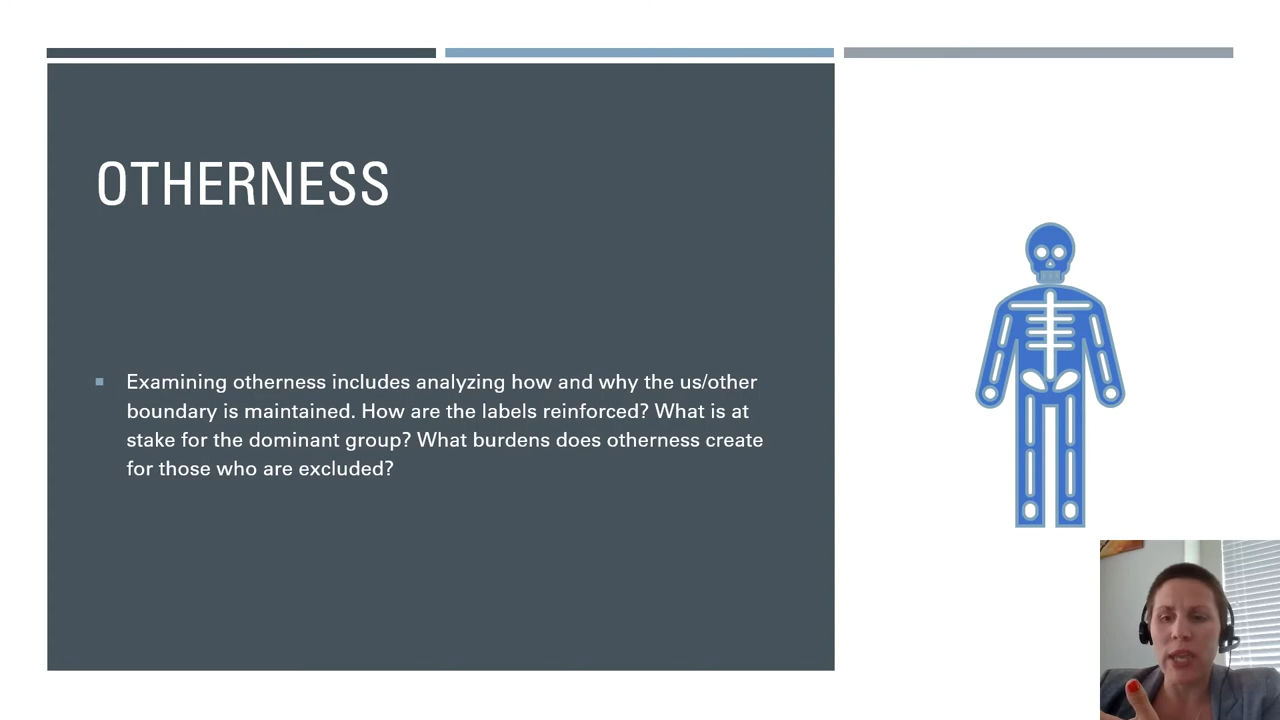 OTHERNESS
Examining otherness includes analyzing how and why the us/other
boundary is maintained. How are the labels reinforced? What is at
stake for the dominant group? What burdens does otherness create
for those who are excluded?